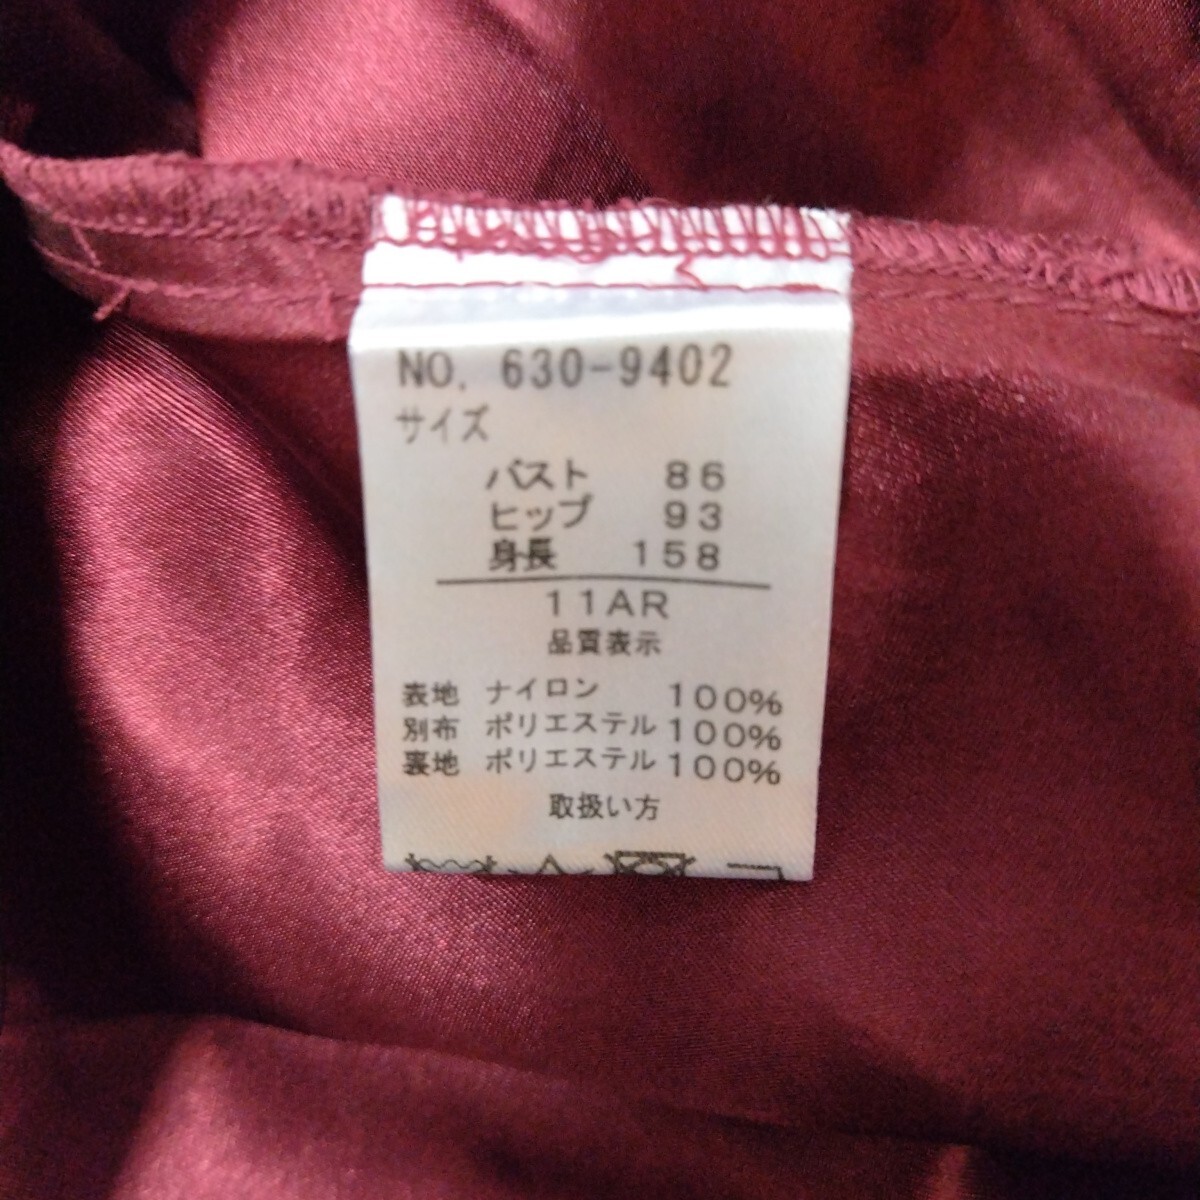 NO. 630-9402
サイズ
バスト 86
ヒップ 93
身長 158
11AR
品質表示
表地 ナイロン 100%
別布 ポリエステル 100%
裏地 ポリエステル 100%
取扱い方